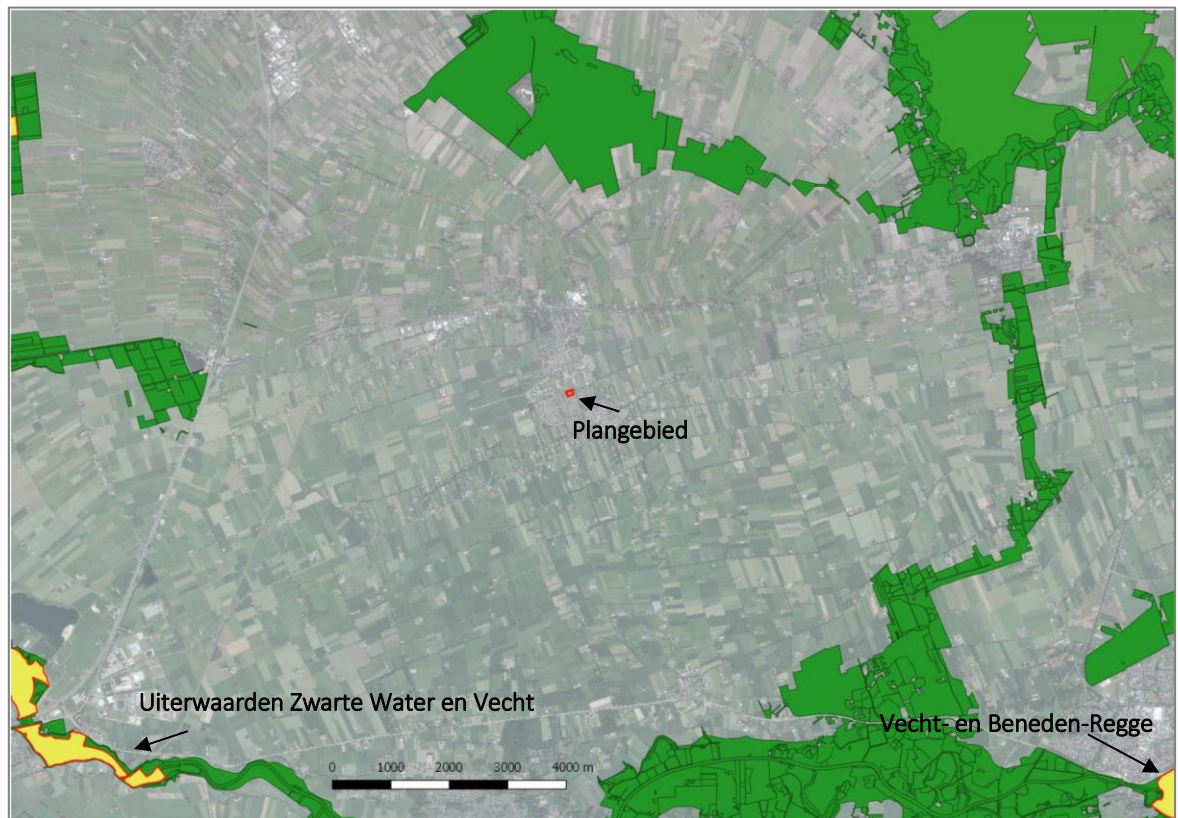 Plangebied
Uiterwaarden Zwarte Water en Vecht
Vecht- en Beneden-Regge
0 1000 2000 3000 4000 m